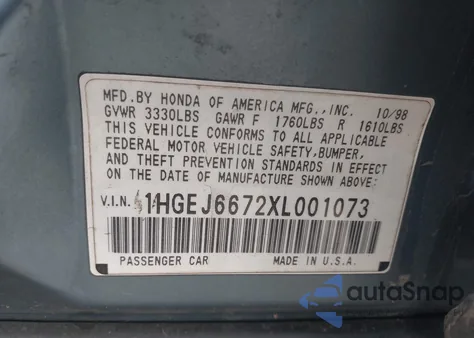 MFD.BY HONDA OF AMERICA MFG.,INC. 10/98
GVWR 3330LBS GAWR F 1760LBS R 1610LBS
THIS VEHICLE CONFORMS TO ALL APPLICABLE
FEDERAL MOTOR VEHICLE SAFETY,BUMPER,
AND THEFT PREVENTION STANDARDS IN EFFECT
ON THE DATE OF MANUFACTURE SHOWN ABOVE:
V.I.N. 1HGEJ6672XL001073
PASSENGER CAR MADE IN U.S.A.
autoSnap